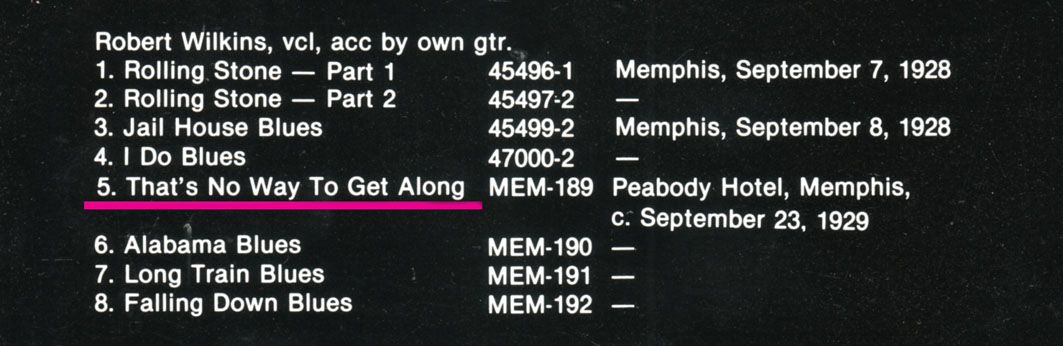 Robert Wilkins, vcl, acc by own gtr.
1. Rolling Stone — Part 1 45496-1 Memphis, September 7, 1928
2. Rolling Stone — Part 2 45497-2 —
3. Jail House Blues 45499-2 Memphis, September 8, 1928
4. I Do Blues 47000-2 —
5. That's No Way To Get Along MEM-189 Peabody Hotel, Memphis,
c. September 23, 1929
6. Alabama Blues MEM-190 —
7. Long Train Blues MEM-191 —
8. Falling Down Blues MEM-192 —